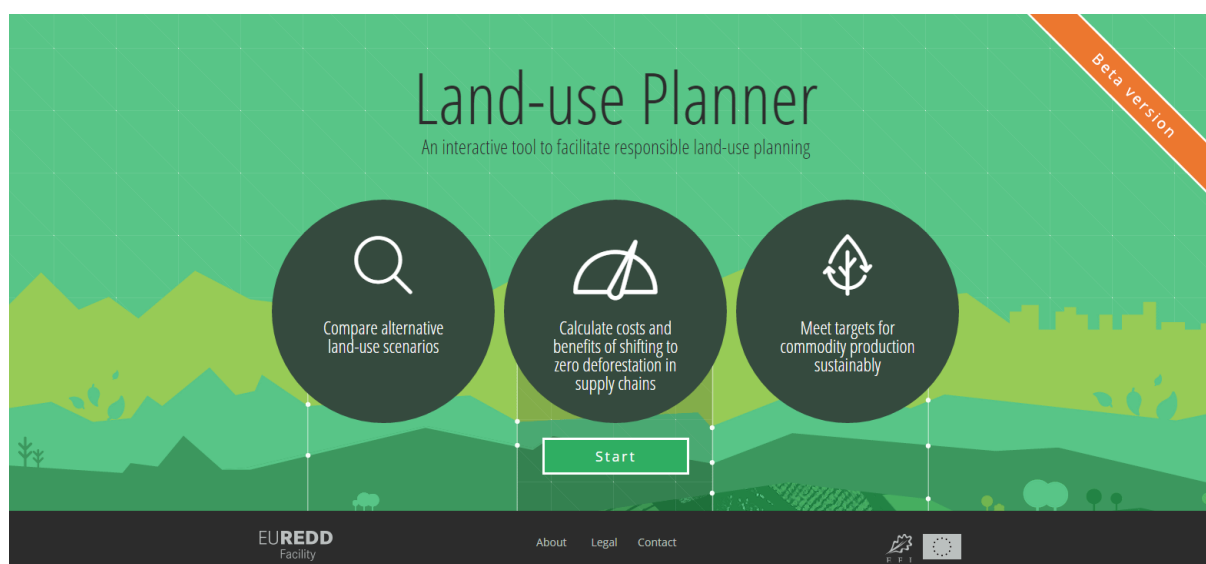 Beta version
Land-use Planner
An interactive tool to facilitate responsible land-use planning
Compare alternative
land-use scenarios
Calculate costs and
benefits of shifting to
zero deforestation in
supply chains
Meet targets for
commodity production
sustainably
Start
EUREDD
Facility
About
Legal
Contact
EFI